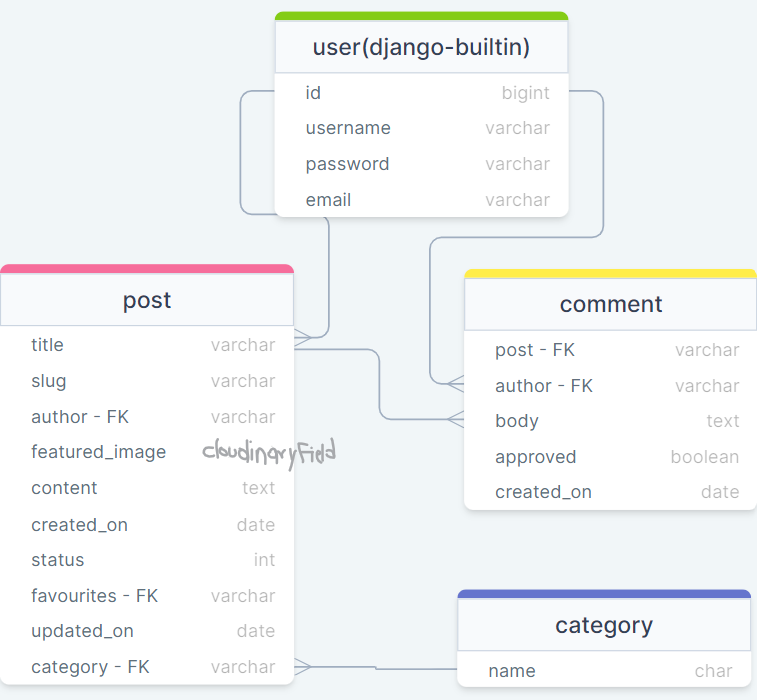 user(django-builtin)
id bigint
username varchar
password varchar
email varchar
post
title varchar
slug varchar
author - FK varchar
featured_image cloudinaryField
content text
created_on date
status int
favourites - FK varchar
updated_on date
category - FK varchar
comment
post - FK varchar
author - FK varchar
body text
approved boolean
created_on date
category
name char